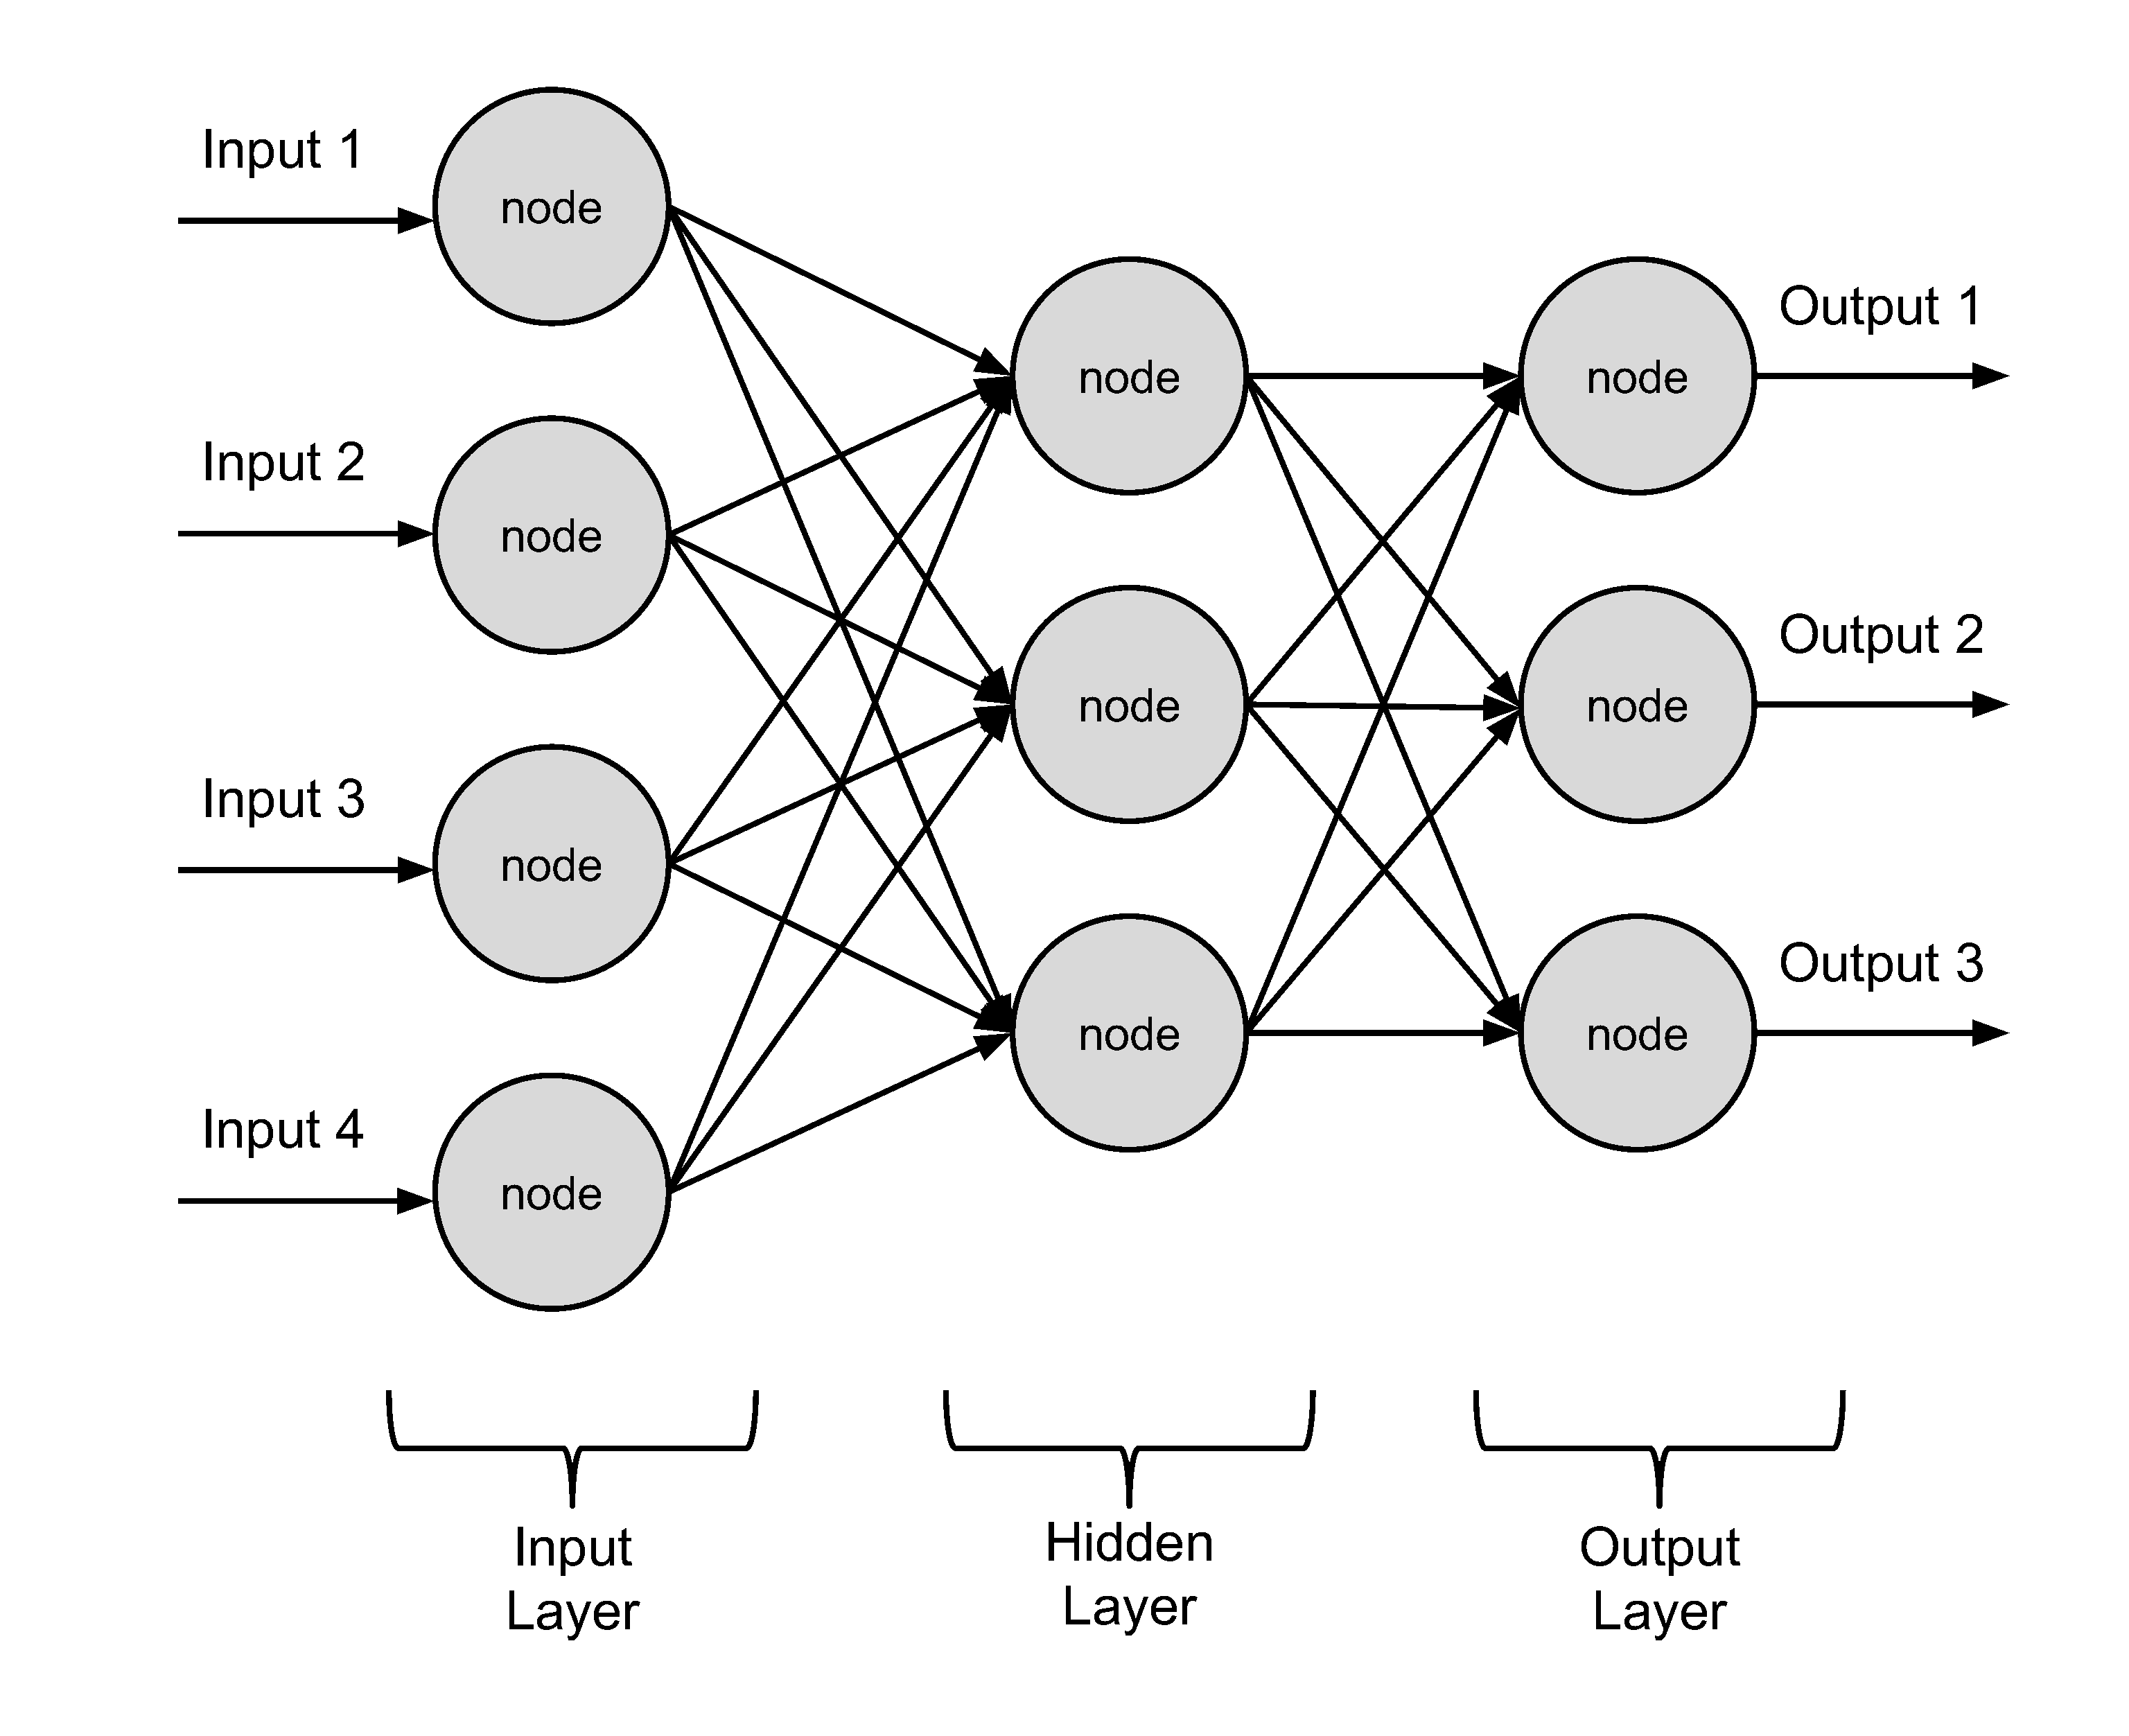 Input 1
node
Input 2
node
Input 3
node
Input 4
node
node
node
node
node
Output 1
node
Output 2
node
Output 3
Input
Layer
Hidden
Layer
Output
Layer